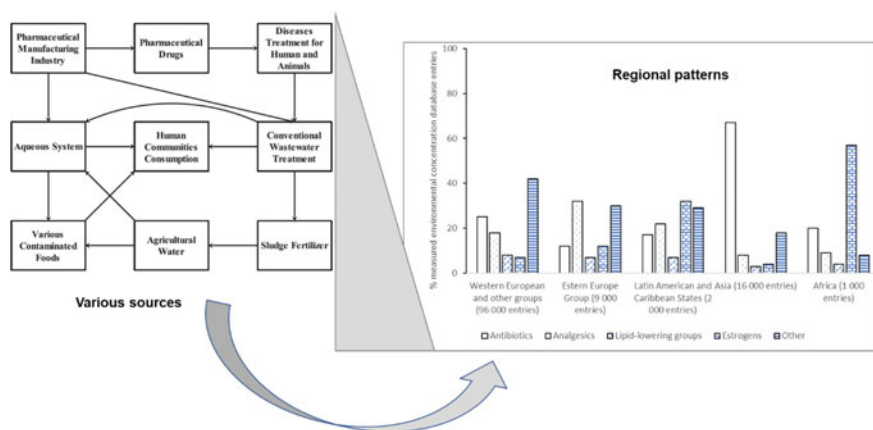 Pharmaceutical
Manufacturing
Industry
Pharmaceutical
Drugs
Diseases
Treatment for
Human and
Animals
Aqueous System
Human
Communities
Consumption
Conventional
Wastewater
Treatment
Various
Contaminated
Foods
Agricultural
Water
Sludge Fertilizer
Various sources
Regional patterns
% measured environmental concentration database entries
100
80
60
40
20
0
Western European
and other groups
(96 000 entries)
Estern Europe
Group (9 000
entries)
Latin American and
Caribbean States (2
000 entries)
Asia (16 000 entries)
Africa (1 000
entries)
Antibiotics
Analgesics
Lipid-lowering groups
Estrogens
Other